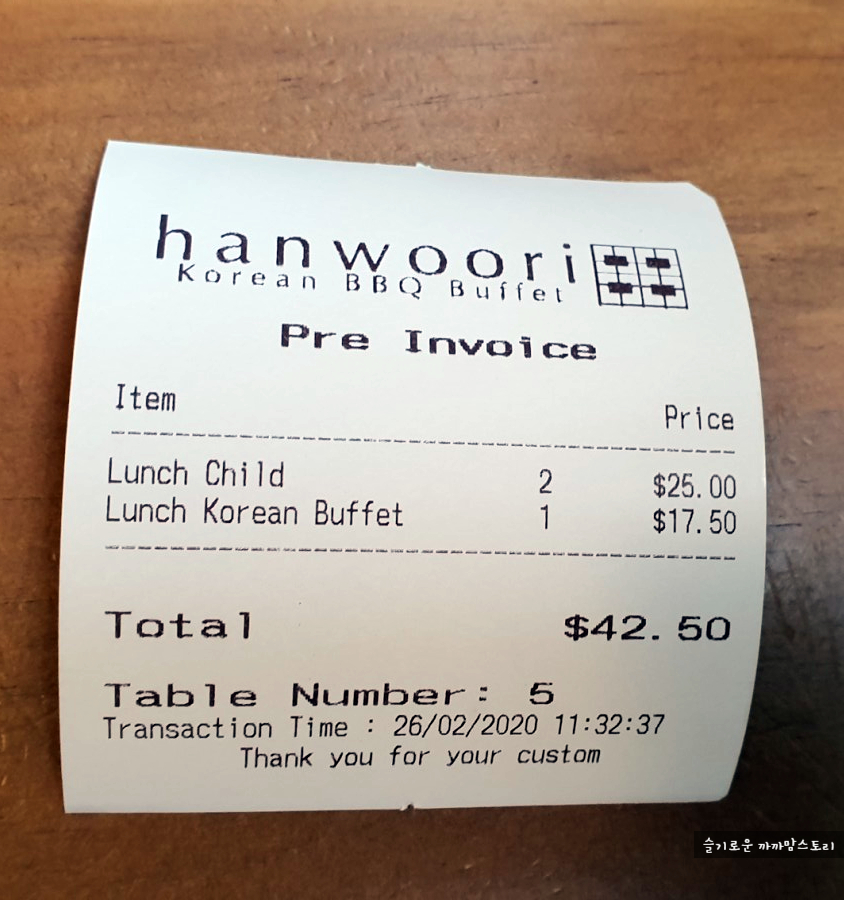 hanwoori
Korean BBQ Buffet
Pre Invoice
Item Price
Lunch Child 2 $25.00
Lunch Korean Buffet 1 $17.50
Total $42.50
Table Number: 5
Transaction Time : 26/02/2020 11:32:37
Thank you for your custom
슬기로운 까까맘스토리